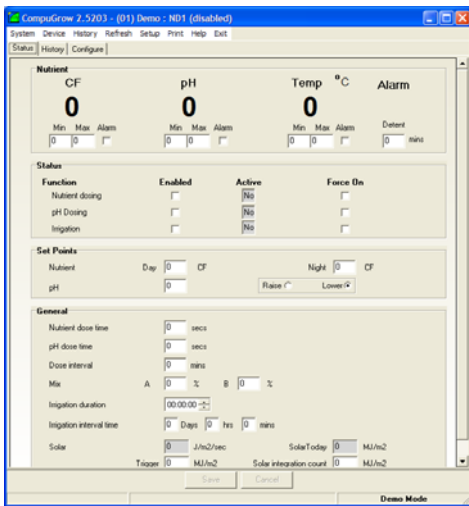 CompuGrow 2.5203 - (01) Demo : ND1 (disabled)
System Device History Refresh Setup Print Help Exit
Status History Configure
Nutrient
CF pH Temp °C Alarm
0 0 0
Min Max Alarm Min Max Alarm Min Max Alarm Detent
0 0 0 0 0 0 0 mins
Status
Function Enabled Active Force On
Nutrient dosing No
pH Dosing No
Irrigation No
Set Points
Nutrient Day 0 CF Night 0 CF
pH 0 Raise Lower
General
Nutrient dose time 0 secs
pH dose time 0 secs
Dose interval 0 mins
Mix A 0 % B 0 %
Irrigation duration 00:00:00
Irrigation interval time 0 Days 0 hrs 0 mins
Solar 0 J/m2/sec SolarToday 0 MJ/m2
Trigger 0 MJ/m2 Solar integration count 0 MJ/m2
Save Cancel
Demo Mode